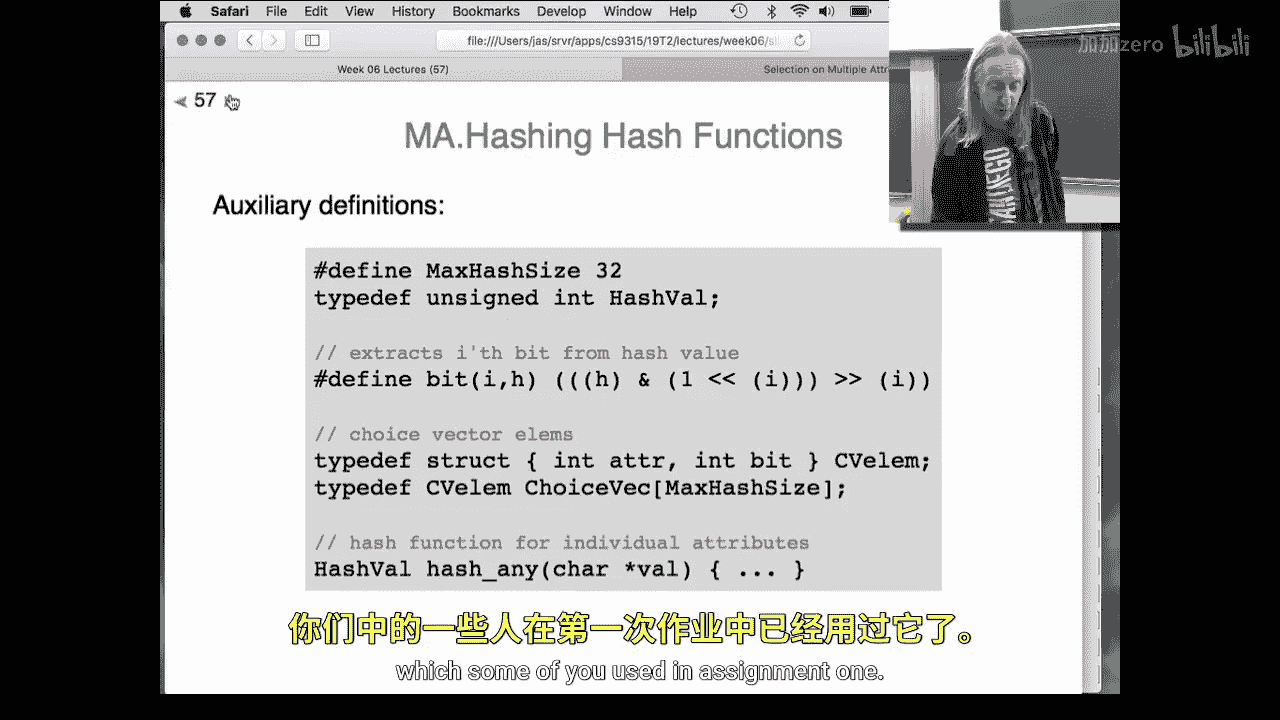 Safari File Edit View History Bookmarks Develop Window Help
file:///Users/jas/srvr/apps/cs9315/19T2/lectures/week06/sl
Week 06 Lectures (57)
Selection on Multiple Attr
加加zero bilibili
57
MA.Hashing Hash Functions
SAN DIEGO
Auxiliary definitions:
#define MaxHashSize 32
typedef unsigned int HashVal;
// extracts i'th bit from hash value
#define bit(i,h) (((h) & (1 << (i))) >> (i))
// choice vector elems
typedef struct { int attr, int bit } CVelem;
typedef CVelem ChoiceVec[MaxHashSize];
// hash function for individual attributes
HashVal hash_any(char *val) { ... }
你们中的一些人在第一次作业中已经用过它了。
which some of you used in assignment one.